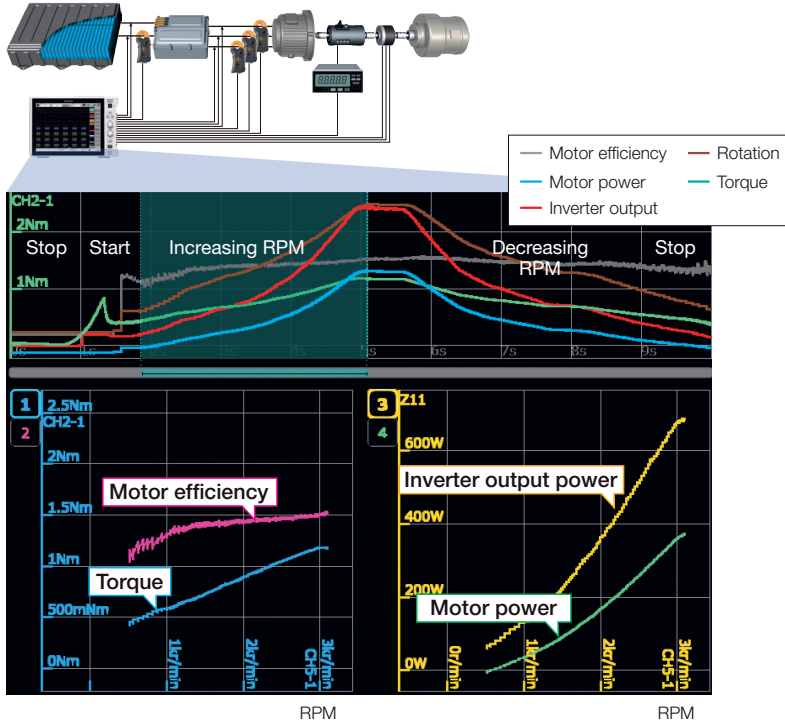 Motor efficiency
Rotation
Motor power
Torque
Inverter output
CH2-1
2Nm
Stop
Start
Increasing RPM
Decreasing
RPM
Stop
1Nm
0s
1s
2s
3s
4s
5s
6s
7s
8s
9s
1
2
2.5Nm
CH2-1
2Nm
Motor efficiency
1.5Nm
1Nm
Torque
500mNm
0Nm
1kr/min
2kr/min
3kr/min
CH5-1
RPM
3
4
Z11
600W
Inverter output power
400W
200W
Motor power
0W
0r/min
1kr/min
2kr/min
3kr/min
CH5-1
RPM